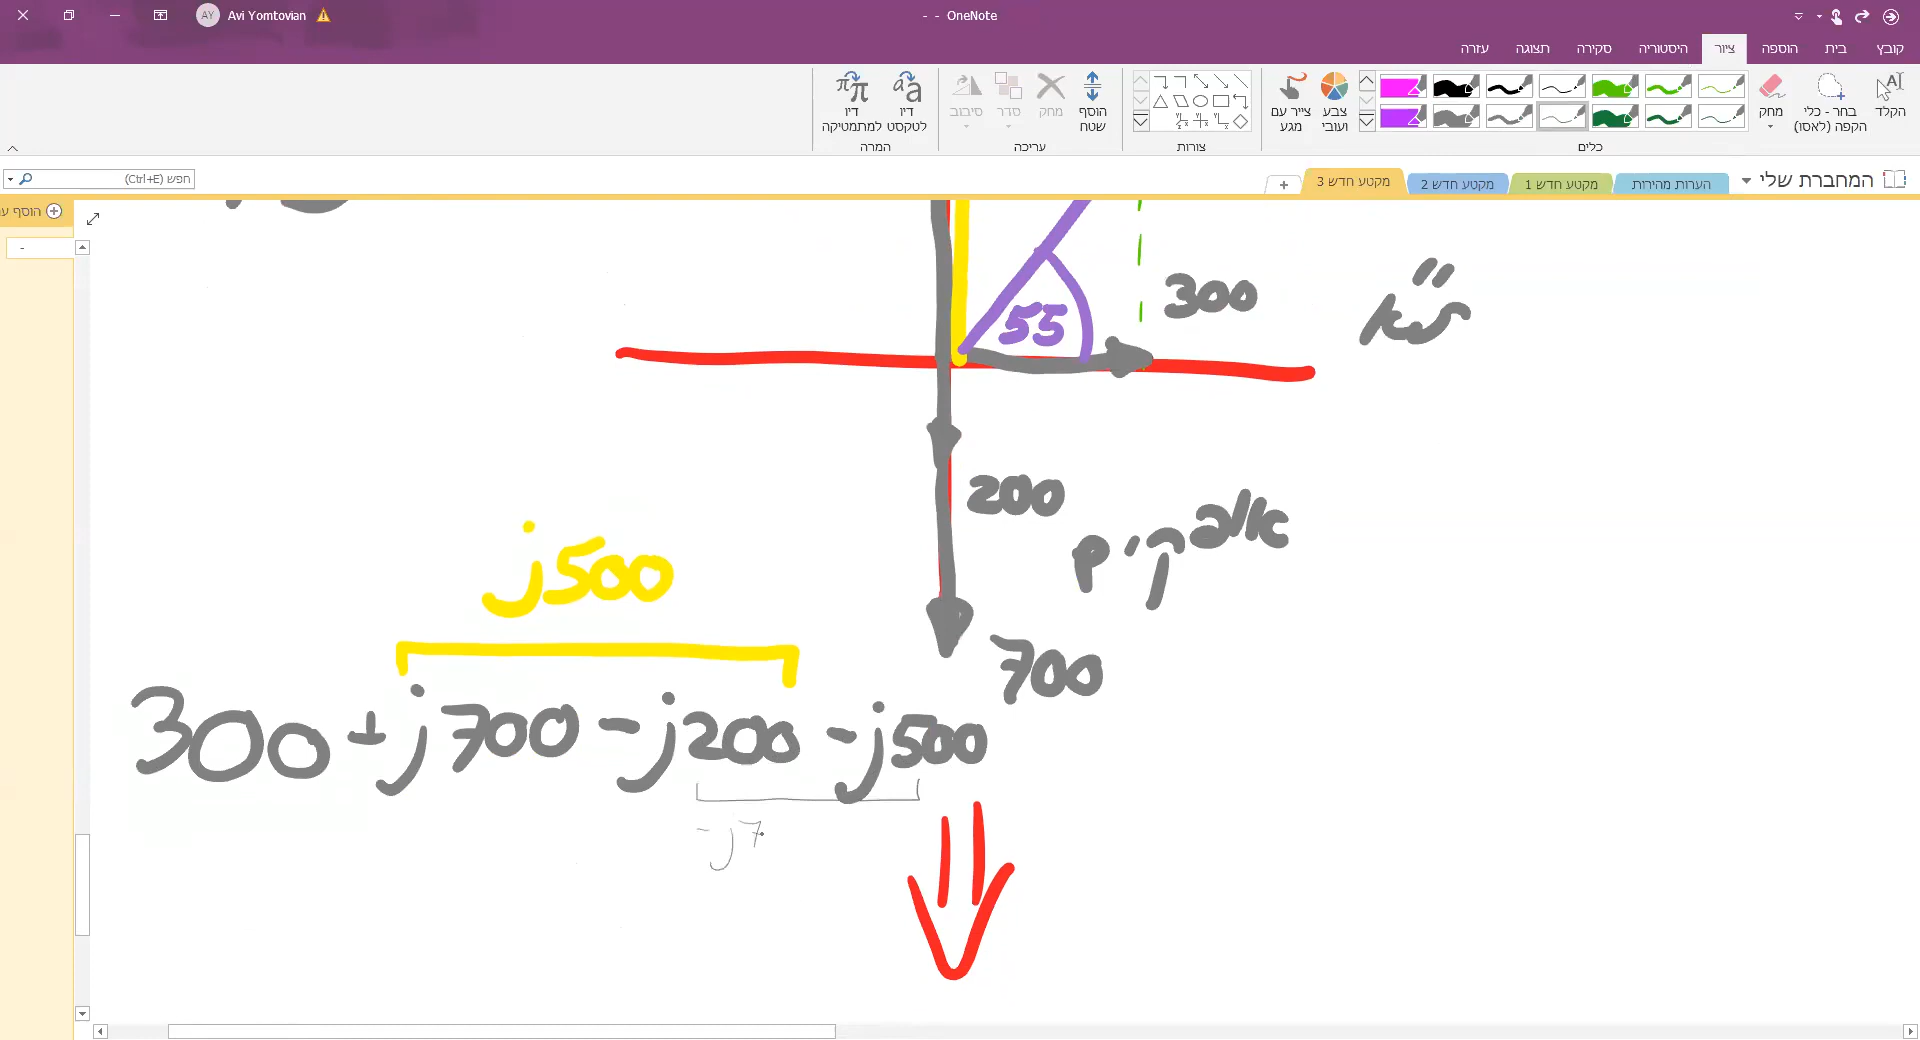 Avi Yomtovian
AY
- - OneNote
קובץ בית הוספה ציור היסטוריה סקירה תצוגה עזרה
הקלד
בחר - כלי הקפה (לאסו)
מחק
כלים
צבע ועובי
צייר עם מגע
צורות
הוסף שטח
מחק
סדר
סיבוב
עריכה
דיו לטקסט
דיו למתמטיקה
המרה
המחברת שלי
הערות מהירות
מקטע חדש 1
מקטע חדש 2
מקטע חדש 3
+
חפש (Ctrl+E)
-
300
55
200
700
j500
300 + j700 - j200 - j500
-j7